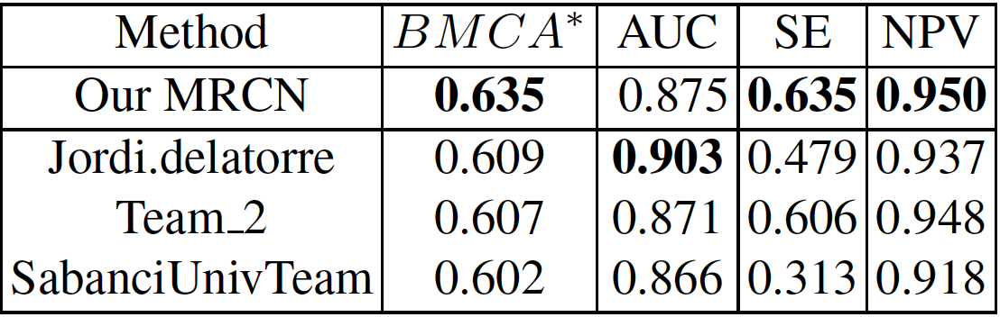 Method BMCA* AUC SE NPV
Our MRCN 0.635 0.875 0.635 0.950
Jordi.delatorre 0.609 0.903 0.479 0.937
Team_2 0.607 0.871 0.606 0.948
SabanciUnivTeam 0.602 0.866 0.313 0.918